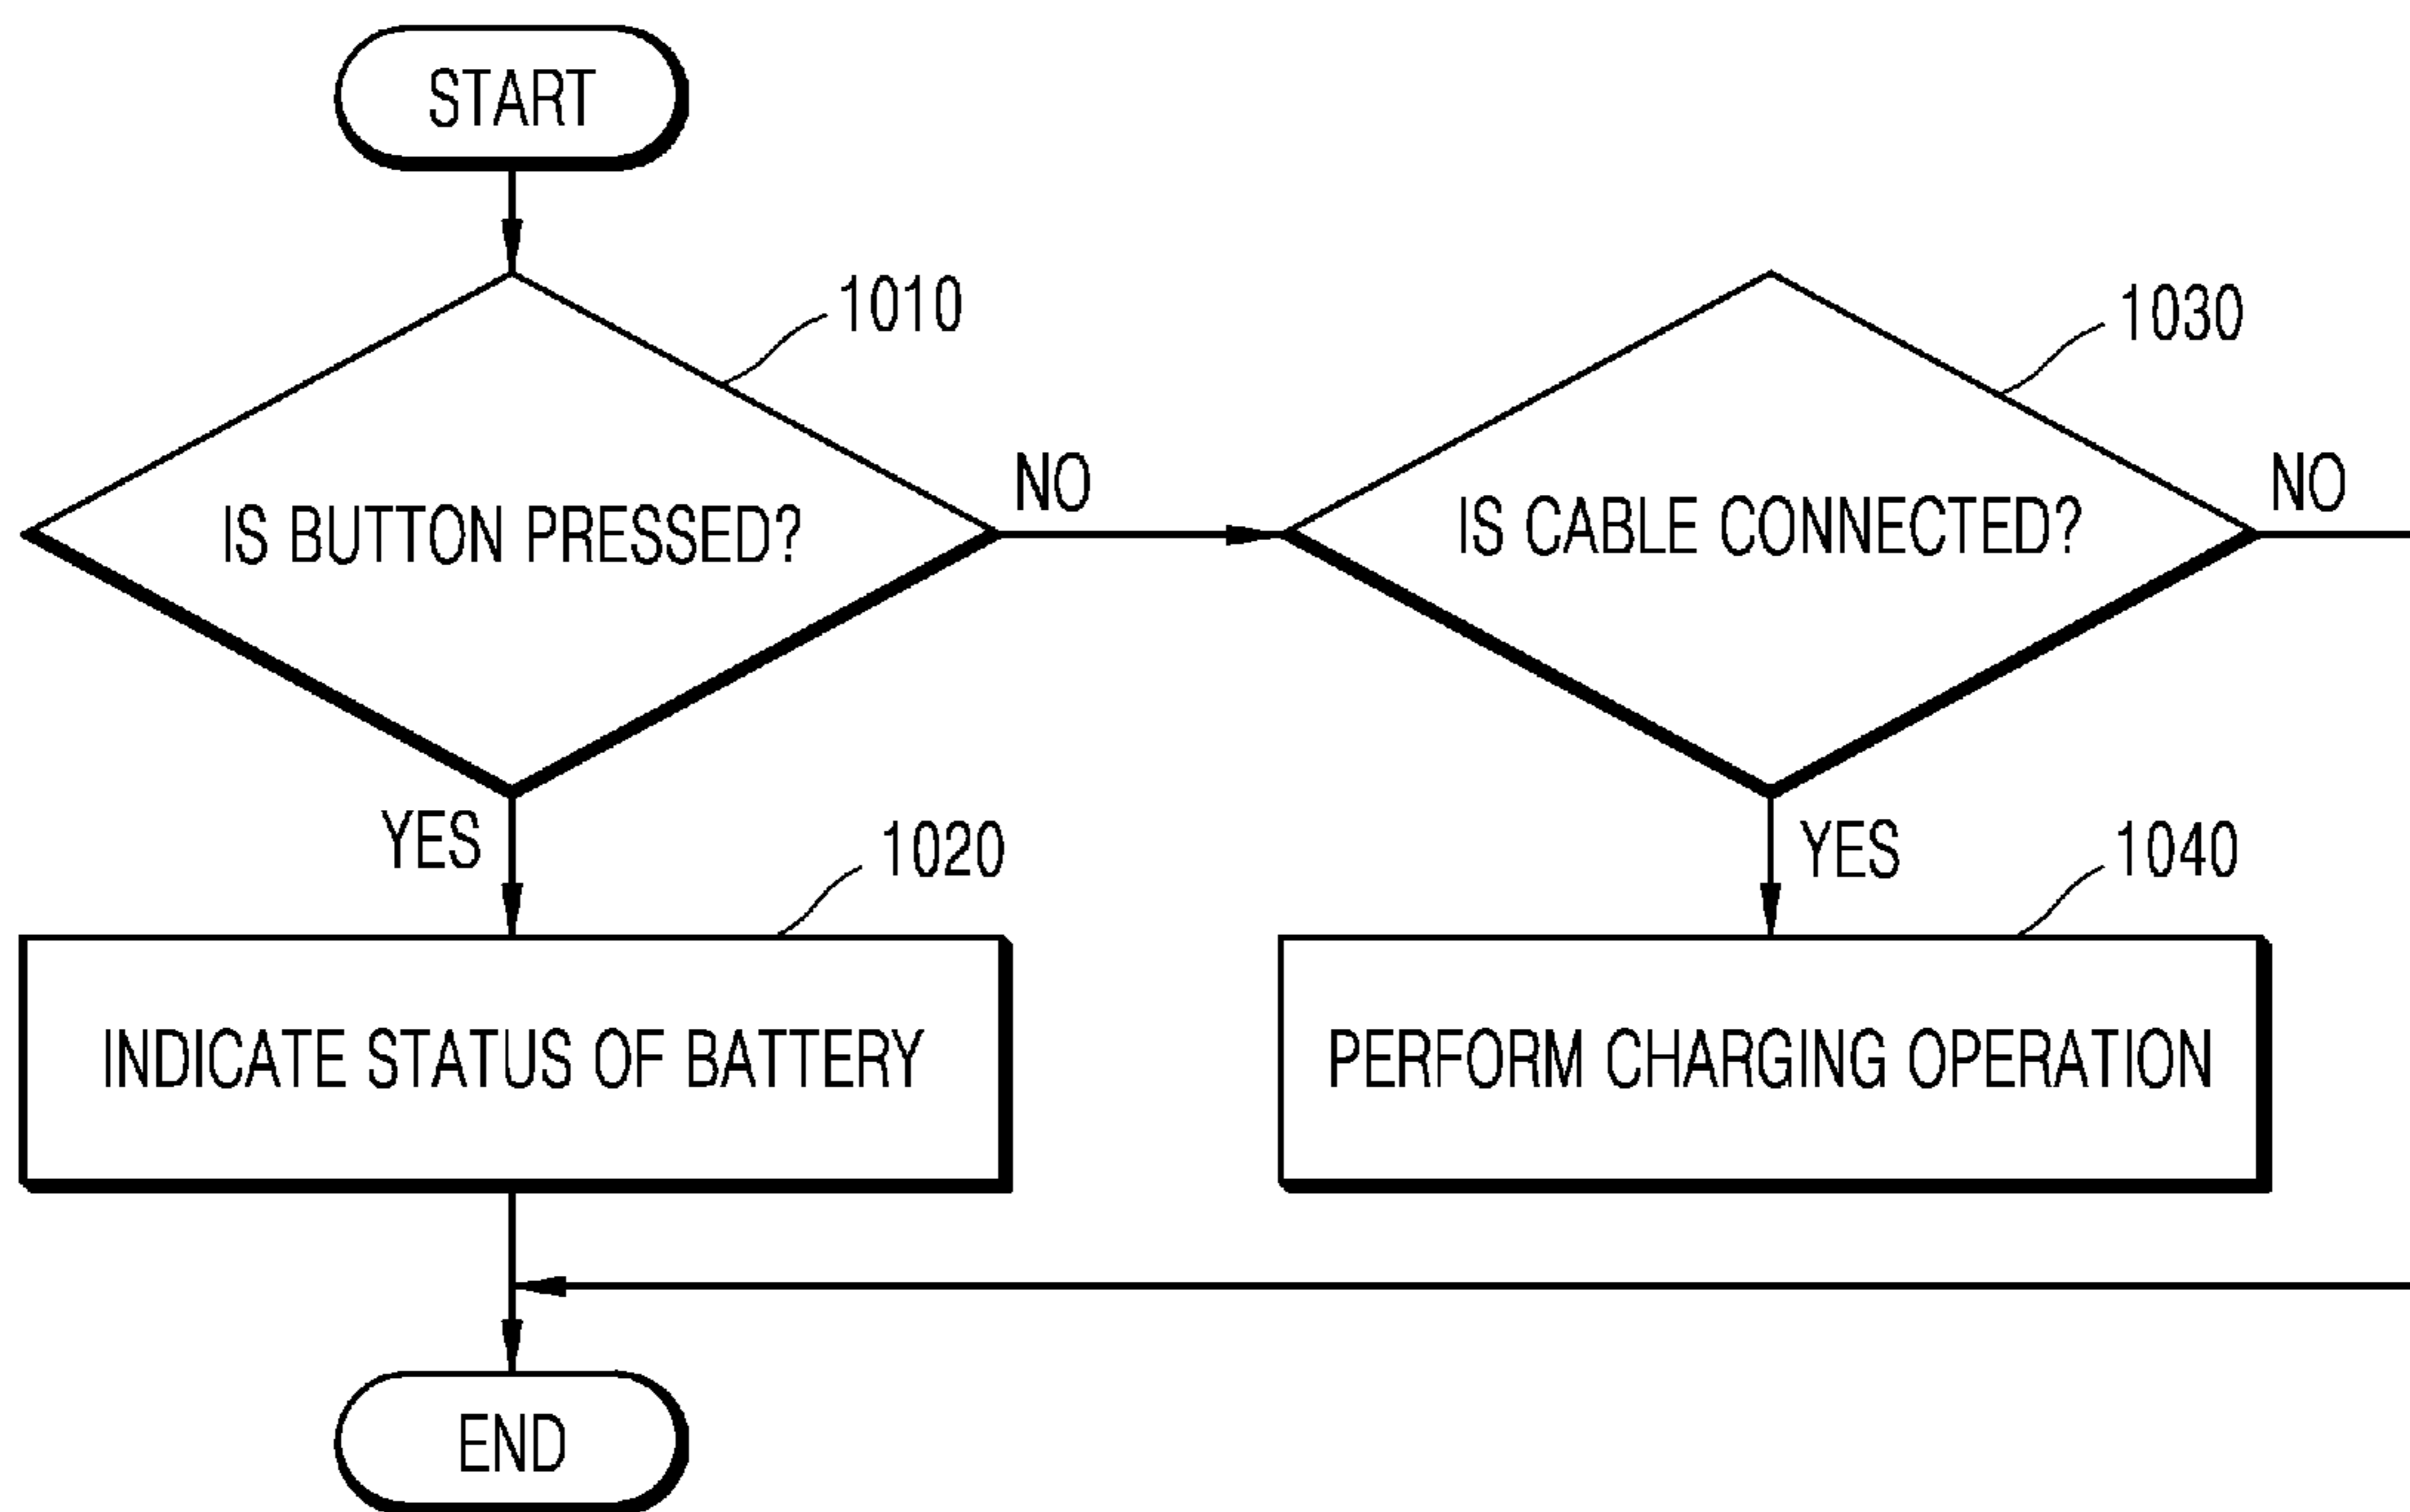 START
1010
1030
IS BUTTON PRESSED?
NO
IS CABLE CONNECTED?
NO
YES
1020
YES
1040
INDICATE STATUS OF BATTERY
PERFORM CHARGING OPERATION
END